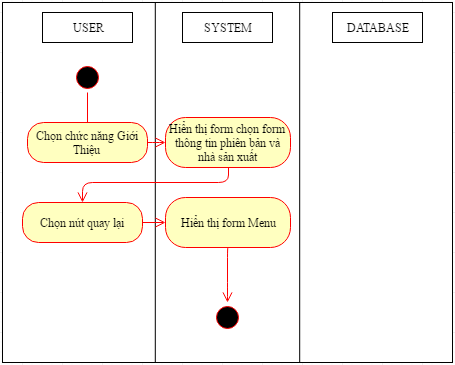 USER
SYSTEM
DATABASE
Chọn chức năng Giới
Thiệu
Hiển thị form chọn form
thông tin phiên bản và
nhà sản xuất
Chọn nút quay lại
Hiển thị form Menu